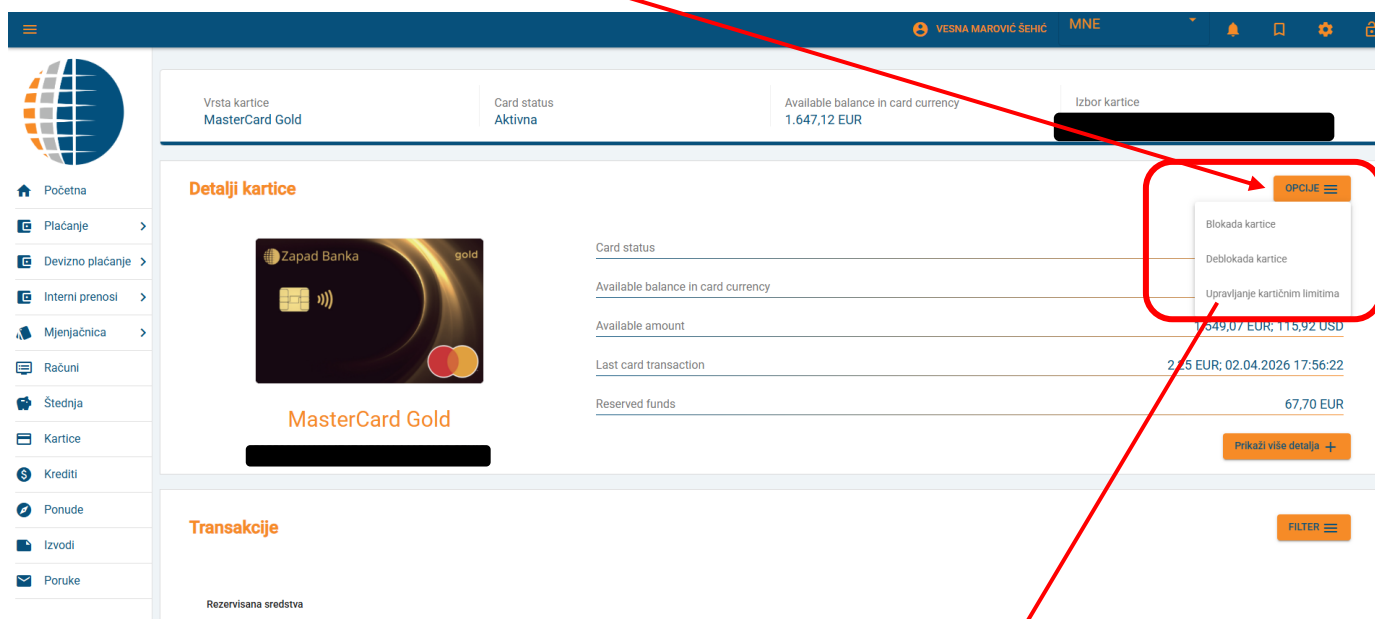 VESNA MAROVIĆ ŠEHIĆ MNE
Vrsta kartice
MasterCard Gold
Card status
Aktivna
Available balance in card currency
1.647,12 EUR
Izbor kartice
Početna
Plaćanje
Devizno plaćanje
Interni prenosi
Mjenjačnica
Računi
Štednja
Kartice
Krediti
Ponude
Izvodi
Poruke
Detalji kartice
OPCIJE
Blokada kartice
Deblokada kartice
Upravljanje kartičnim limitima
Zapad Banka gold
MasterCard Gold
Card status
Available balance in card currency
Available amount 1.549,07 EUR; 115,92 USD
Last card transaction 2,25 EUR; 02.04.2026 17:56:22
Reserved funds 67,70 EUR
Prikaži više detalja
Transakcije
FILTER
Rezervisana sredstva